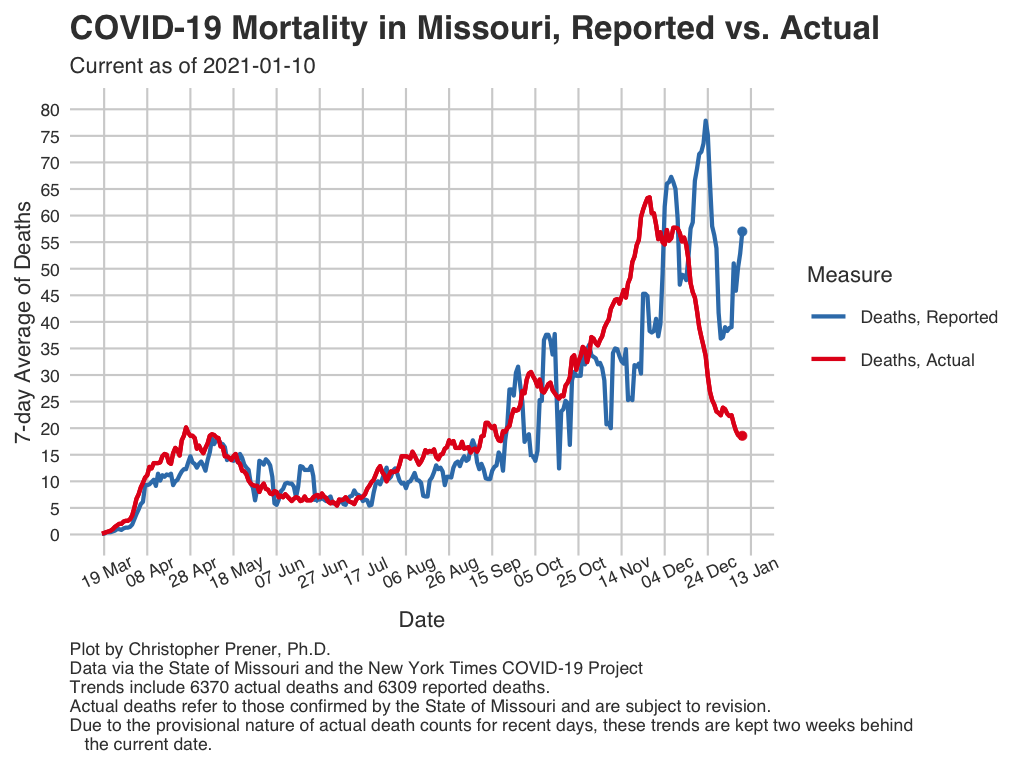 COVID-19 Mortality in Missouri, Reported vs. Actual
Current as of 2021-01-10
80
75
70
65
60
55
50
45
40
35
30
25
20
15
10
5
0
7-day Average of Deaths
19 Mar
08 Apr
28 Apr
18 May
07 Jun
27 Jun
17 Jul
06 Aug
26 Aug
15 Sep
05 Oct
25 Oct
14 Nov
04 Dec
24 Dec
13 Jan
Date
Measure
Deaths, Reported
Deaths, Actual
Plot by Christopher Prener, Ph.D.
Data via the State of Missouri and the New York Times COVID-19 Project
Trends include 6370 actual deaths and 6309 reported deaths.
Actual deaths refer to those confirmed by the State of Missouri and are subject to revision.
Due to the provisional nature of actual death counts for recent days, these trends are kept two weeks behind
the current date.